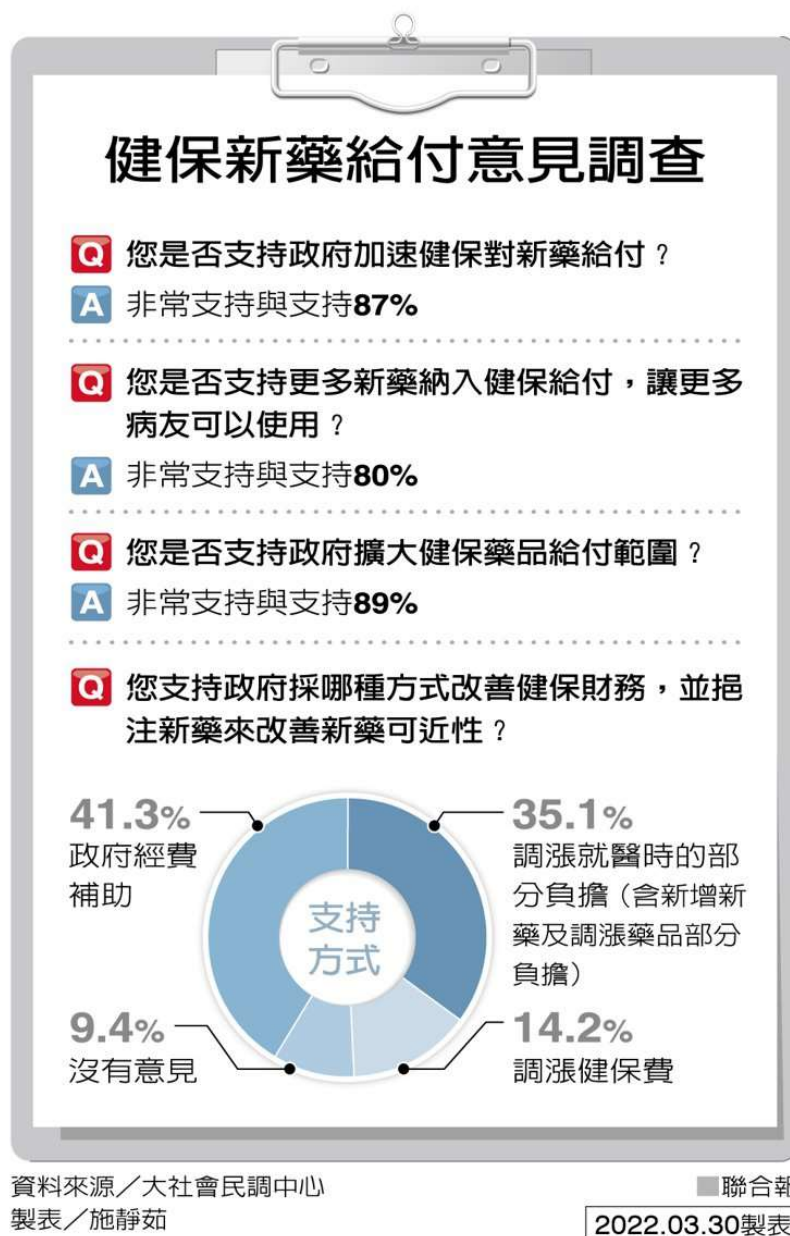 健保新藥給付意見調查
Q 您是否支持政府加速健保對新藥給付？
A 非常支持與支持87%
Q 您是否支持更多新藥納入健保給付，讓更多
病友可以使用？
A 非常支持與支持80%
Q 您是否支持政府擴大健保藥品給付範圍？
A 非常支持與支持89%
Q 您支持政府採哪種方式改善健保財務，並挹
注新藥來改善新藥可近性？
41.3%
政府經費
補助
35.1%
調漲就醫時的部
分負擔（含新增新
藥及調漲藥品部分
負擔）
支持
方式
9.4%
沒有意見
14.2%
調漲健保費
資料來源／大社會民調中心
製表／施靜茹
■聯合報
2022.03.30製表